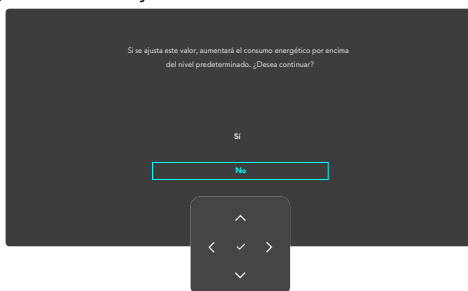 Si se ajusta este valor, aumentará el consumo energético por encima
del nivel predeterminado. ¿Desea continuar?
Sí
No